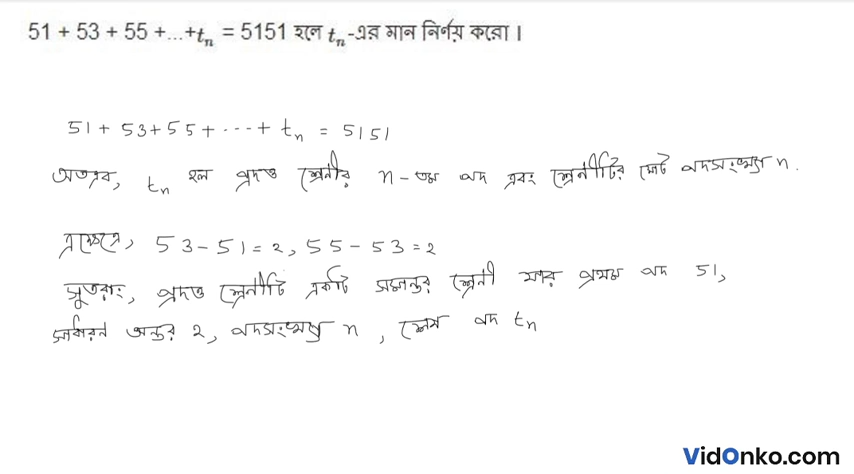 51 + 53 + 55 +...+tₙ = 5151 হলে tₙ-এর মান নির্ণয় করো ।
51 + 53 + 55 + ---- + tₙ = 5151
অতএব, tₙ হল প্রদত্ত শ্রেনীর n-তম পদ এবং শ্রেনীটির মোট পদসংখ্যা n.
এক্ষেত্রে, 53 - 51 = 2, 55 - 53 = 2
সুতরাং, প্রদত্ত শ্রেনীটি একটি সমান্তর শ্রেনী যার প্রথম পদ 51,
সাধারন অন্তর 2, পদসংখ্যা n, শেষ পদ tₙ
VidOnko.com